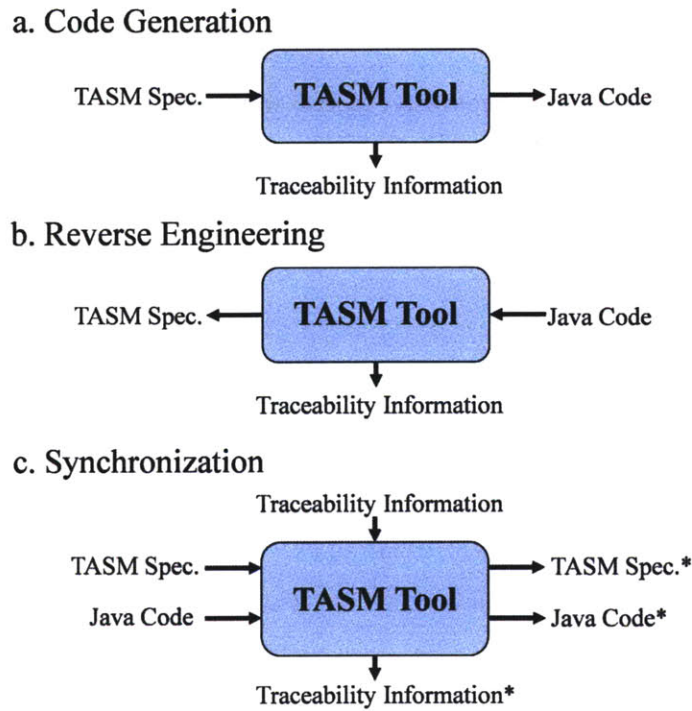 a. Code Generation
TASM Spec. TASM Tool Java Code
Traceability Information
b. Reverse Engineering
TASM Spec. TASM Tool Java Code
Traceability Information
c. Synchronization
Traceability Information
TASM Spec. TASM Spec.*
TASM Tool
Java Code Java Code*
Traceability Information*